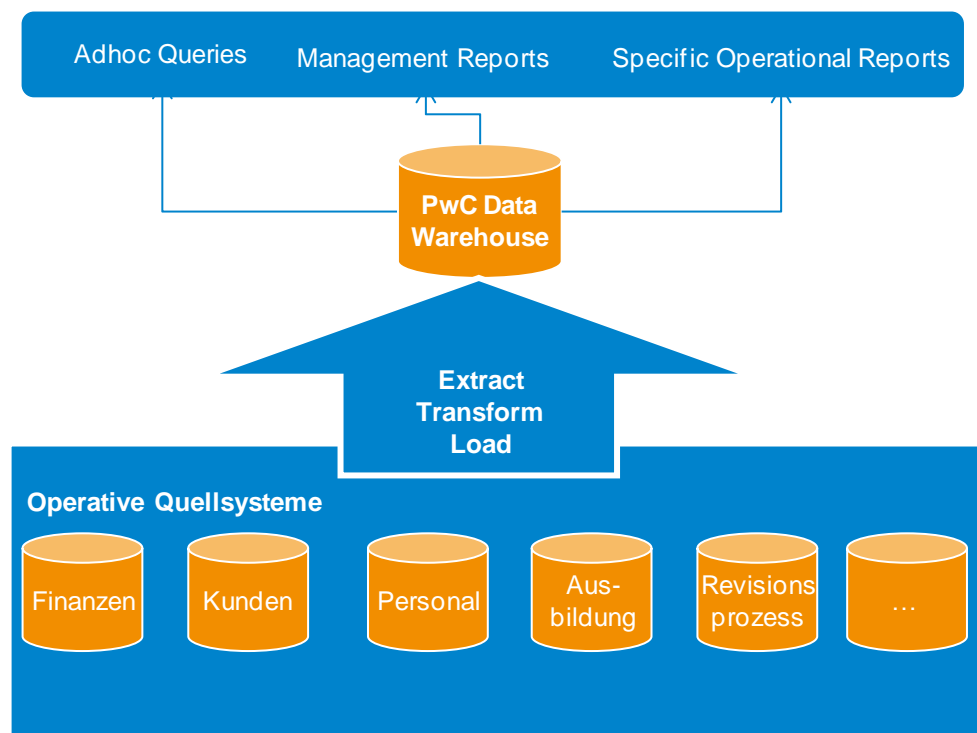 Adhoc Queries
Management Reports
Specific Operational Reports
PwC Data
Warehouse
Extract
Transform
Load
Operative Quellsysteme
Finanzen
Kunden
Personal
Aus-
bildung
Revisions
prozess
…